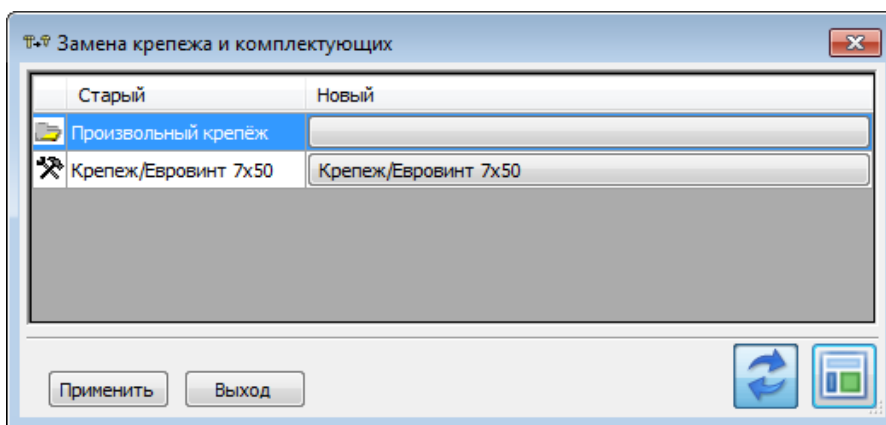 Замена крепежа и комплектующих
Старый Новый
Произвольный крепёж
Крепеж/Евровинт 7x50 Крепеж/Евровинт 7x50
Применить Выход